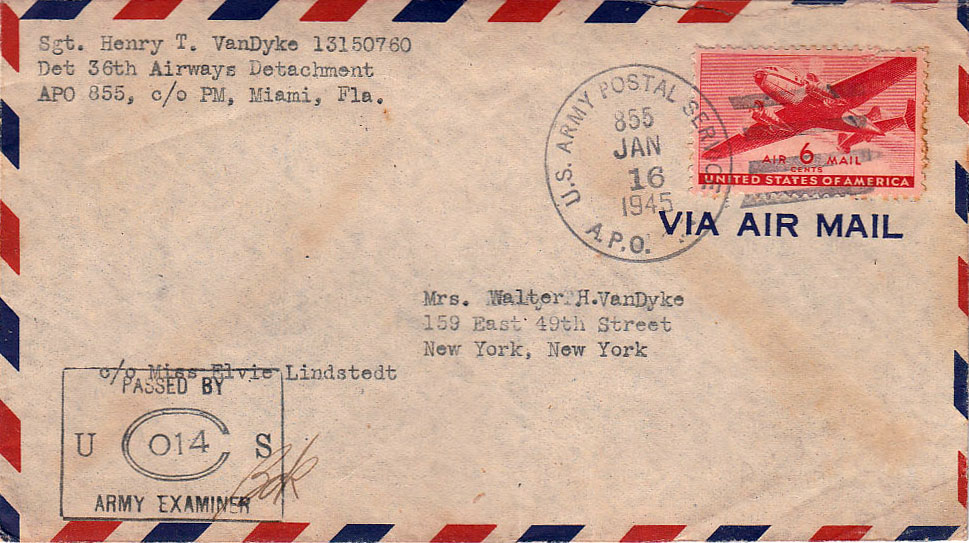 Sgt. Henry T. VanDyke 13150760
Det 36th Airways Detachment
APO 855, c/o PM, Miami, Fla.
U.S. ARMY POSTAL SERVICE
855
JAN
16
1945
A.P.O.
AIR 6 MAIL
CENTS
UNITED STATES OF AMERICA
VIA AIR MAIL
Mrs. Walter H.VanDyke
159 East 49th Street
New York, New York
c/o Miss Elvie Lindstedt
PASSED BY
U 014 S
ARMY EXAMINER